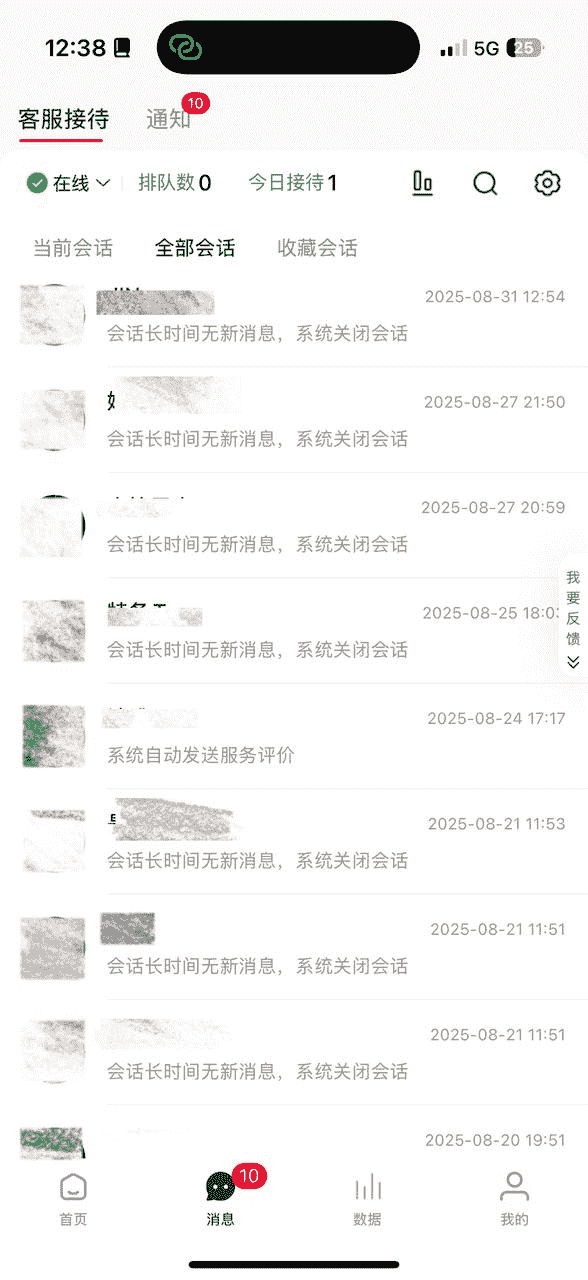 12:38 5G 25
客服接待 通知 10
在线 排队数 0 今日接待 1
当前会话 全部会话 收藏会话
2025-08-31 12:54
会话长时间无新消息，系统关闭会话
2025-08-27 21:50
会话长时间无新消息，系统关闭会话
2025-08-27 20:59
会话长时间无新消息，系统关闭会话
我要反馈
2025-08-25 18:03
会话长时间无新消息，系统关闭会话
2025-08-24 17:17
系统自动发送服务评价
2025-08-21 11:53
会话长时间无新消息，系统关闭会话
2025-08-21 11:51
会话长时间无新消息，系统关闭会话
2025-08-21 11:51
会话长时间无新消息，系统关闭会话
2025-08-20 19:51
10
首页 消息 数据 我的